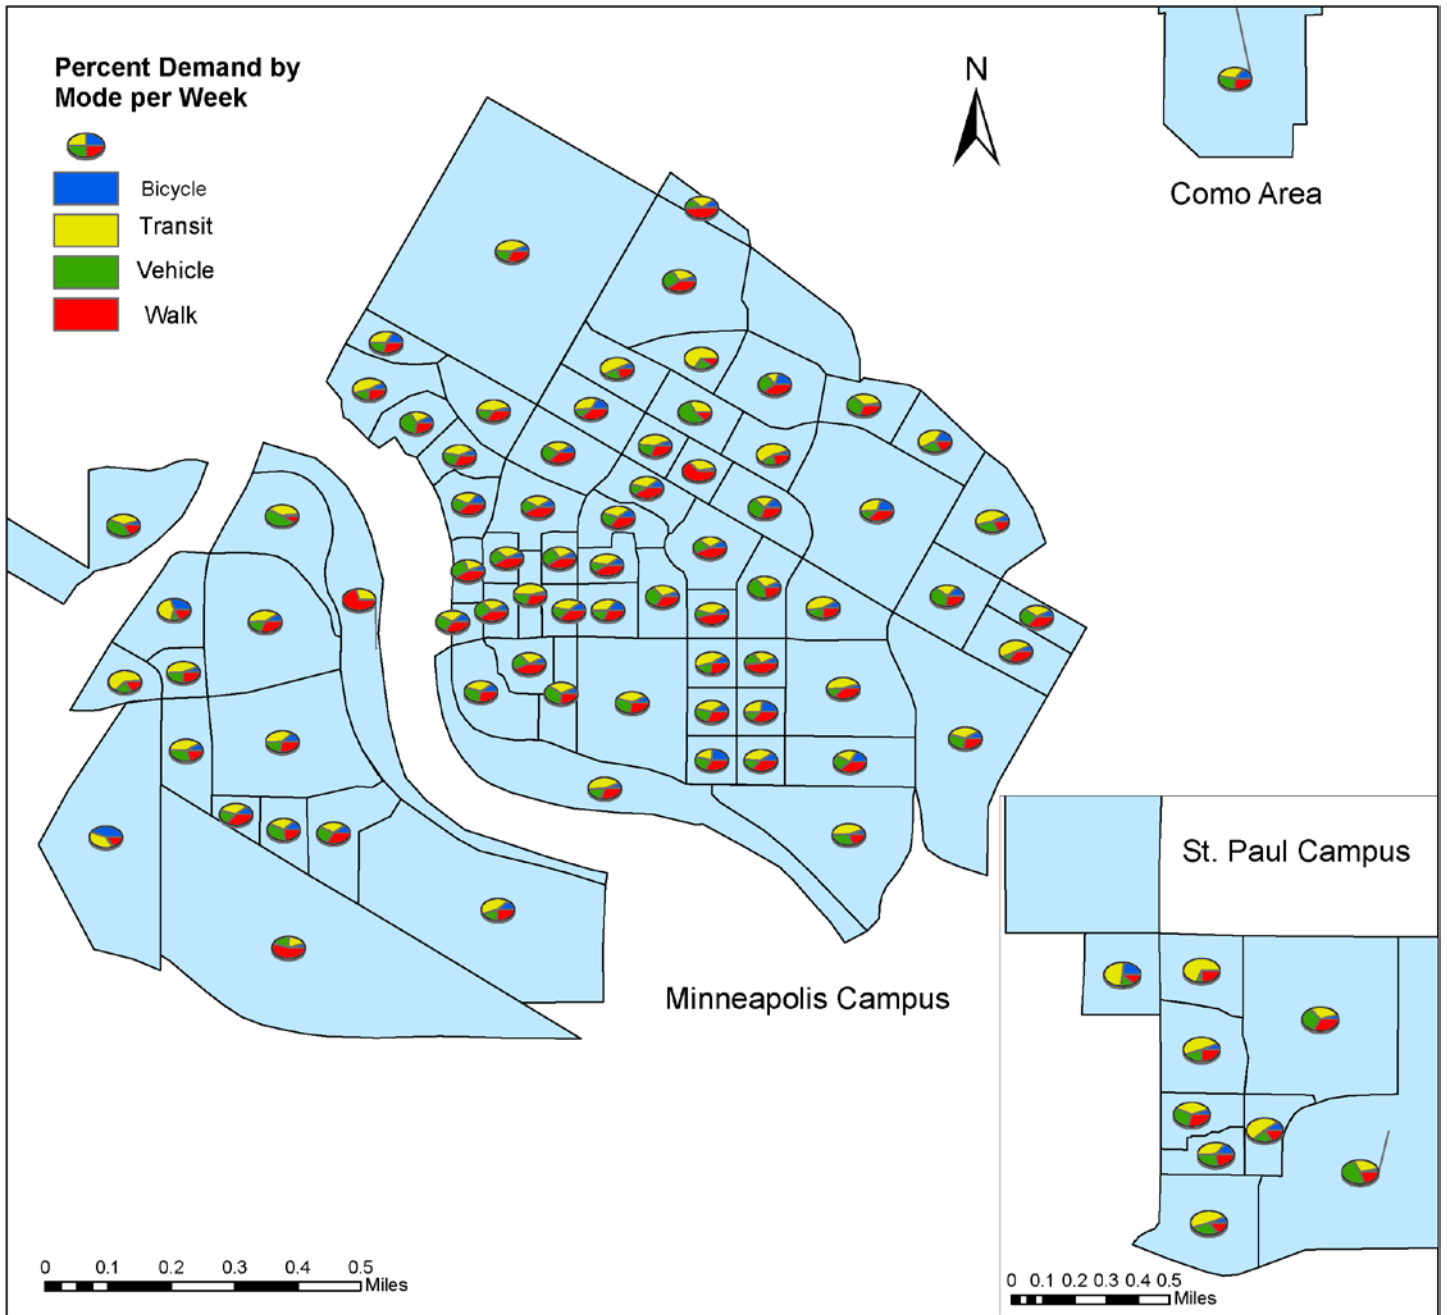 Percent Demand by
Mode per Week
Bicycle
Transit
Vehicle
Walk
N
Como Area
St. Paul Campus
Minneapolis Campus
0 0.1 0.2 0.3 0.4 0.5
Miles
0 0.1 0.2 0.3 0.4 0.5
Miles